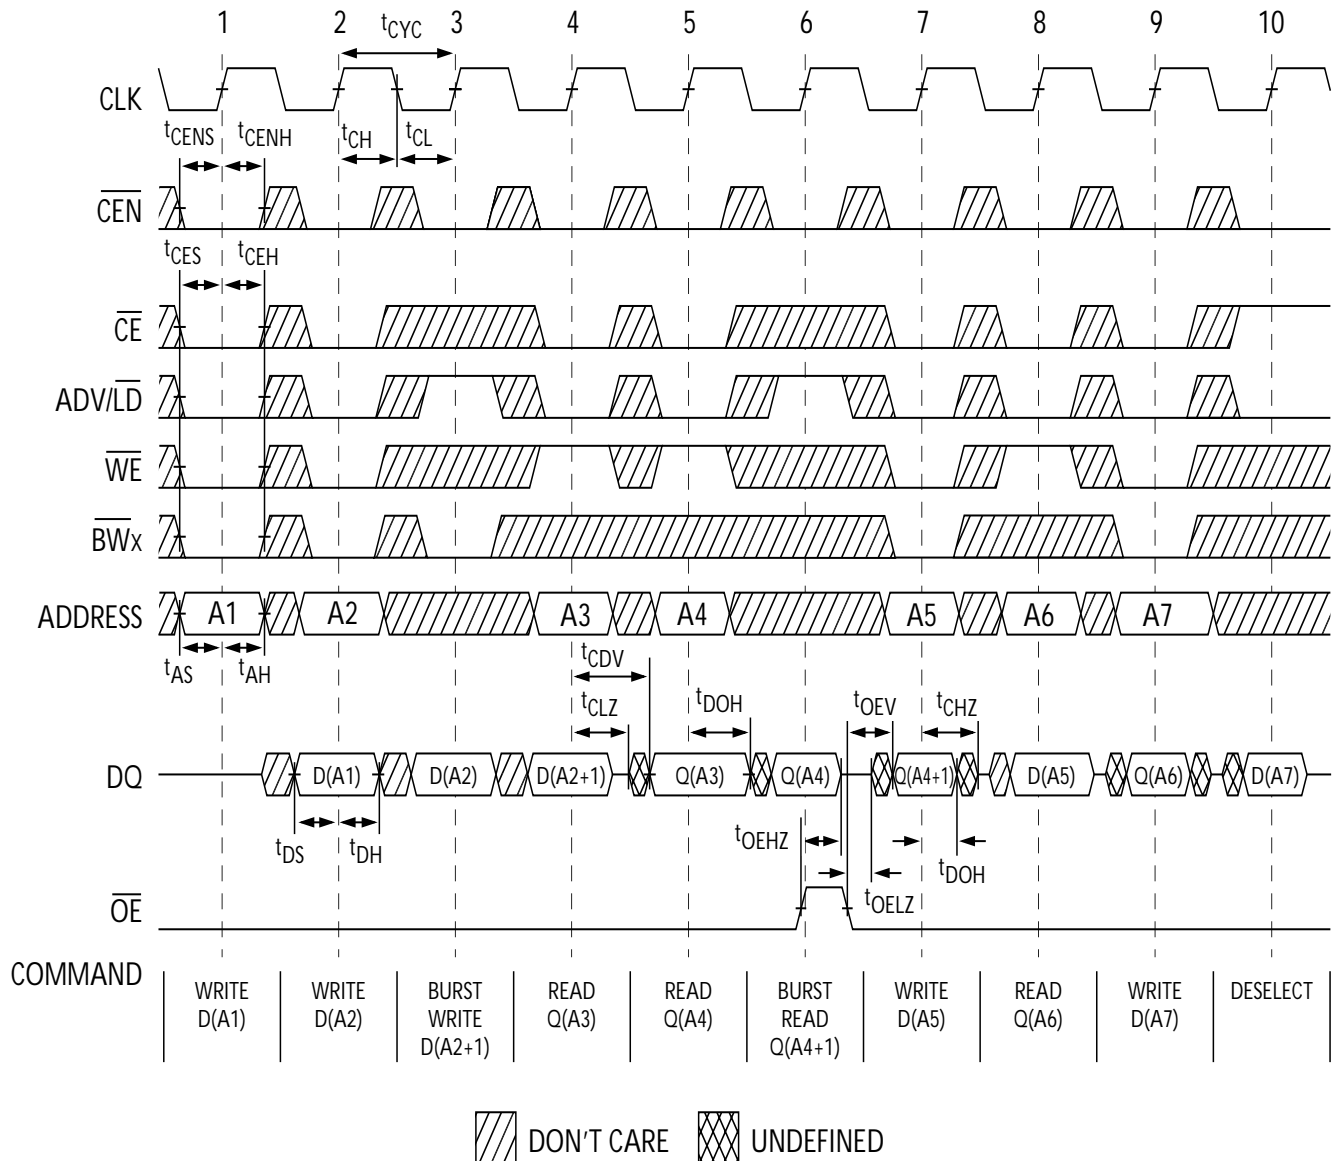 1 2 3 4 5 6 7 8 9 10
tCYC
CLK
tCENS tCENH tCH tCL
CEN
tCES tCEH
CE
ADV/LD
WE
BWx
ADDRESS A1 A2 A3 A4 A5 A6 A7
tAS tAH tCDV
tCLZ tDOH tOEV tCHZ
DQ D(A1) D(A2) D(A2+1) Q(A3) Q(A4) Q(A4+1) D(A5) Q(A6) D(A7)
tDS tDH tOEHZ tDOH
tOELZ
OE
COMMAND
WRITE WRITE BURST READ READ BURST WRITE READ WRITE DESELECT
D(A1) D(A2) WRITE Q(A3) Q(A4) READ D(A5) Q(A6) D(A7)
D(A2+1) Q(A4+1)
DON'T CARE UNDEFINED